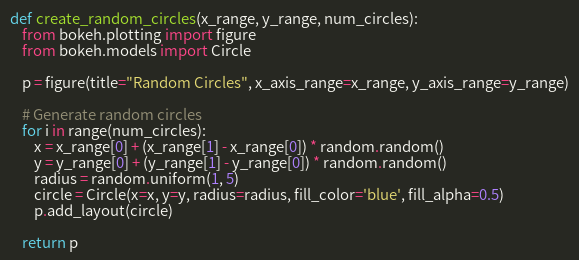 def create_random_circles(x_range, y_range, num_circles):
    from bokeh.plotting import figure
    from bokeh.models import Circle

    p = figure(title="Random Circles", x_axis_range=x_range, y_axis_range=y_range)

    # Generate random circles
    for i in range(num_circles):
        x = x_range[0] + (x_range[1] - x_range[0]) * random.random()
        y = y_range[0] + (y_range[1] - y_range[0]) * random.random()
        radius = random.uniform(1, 5)
        circle = Circle(x=x, y=y, radius=radius, fill_color='blue', fill_alpha=0.5)
        p.add_layout(circle)

    return p